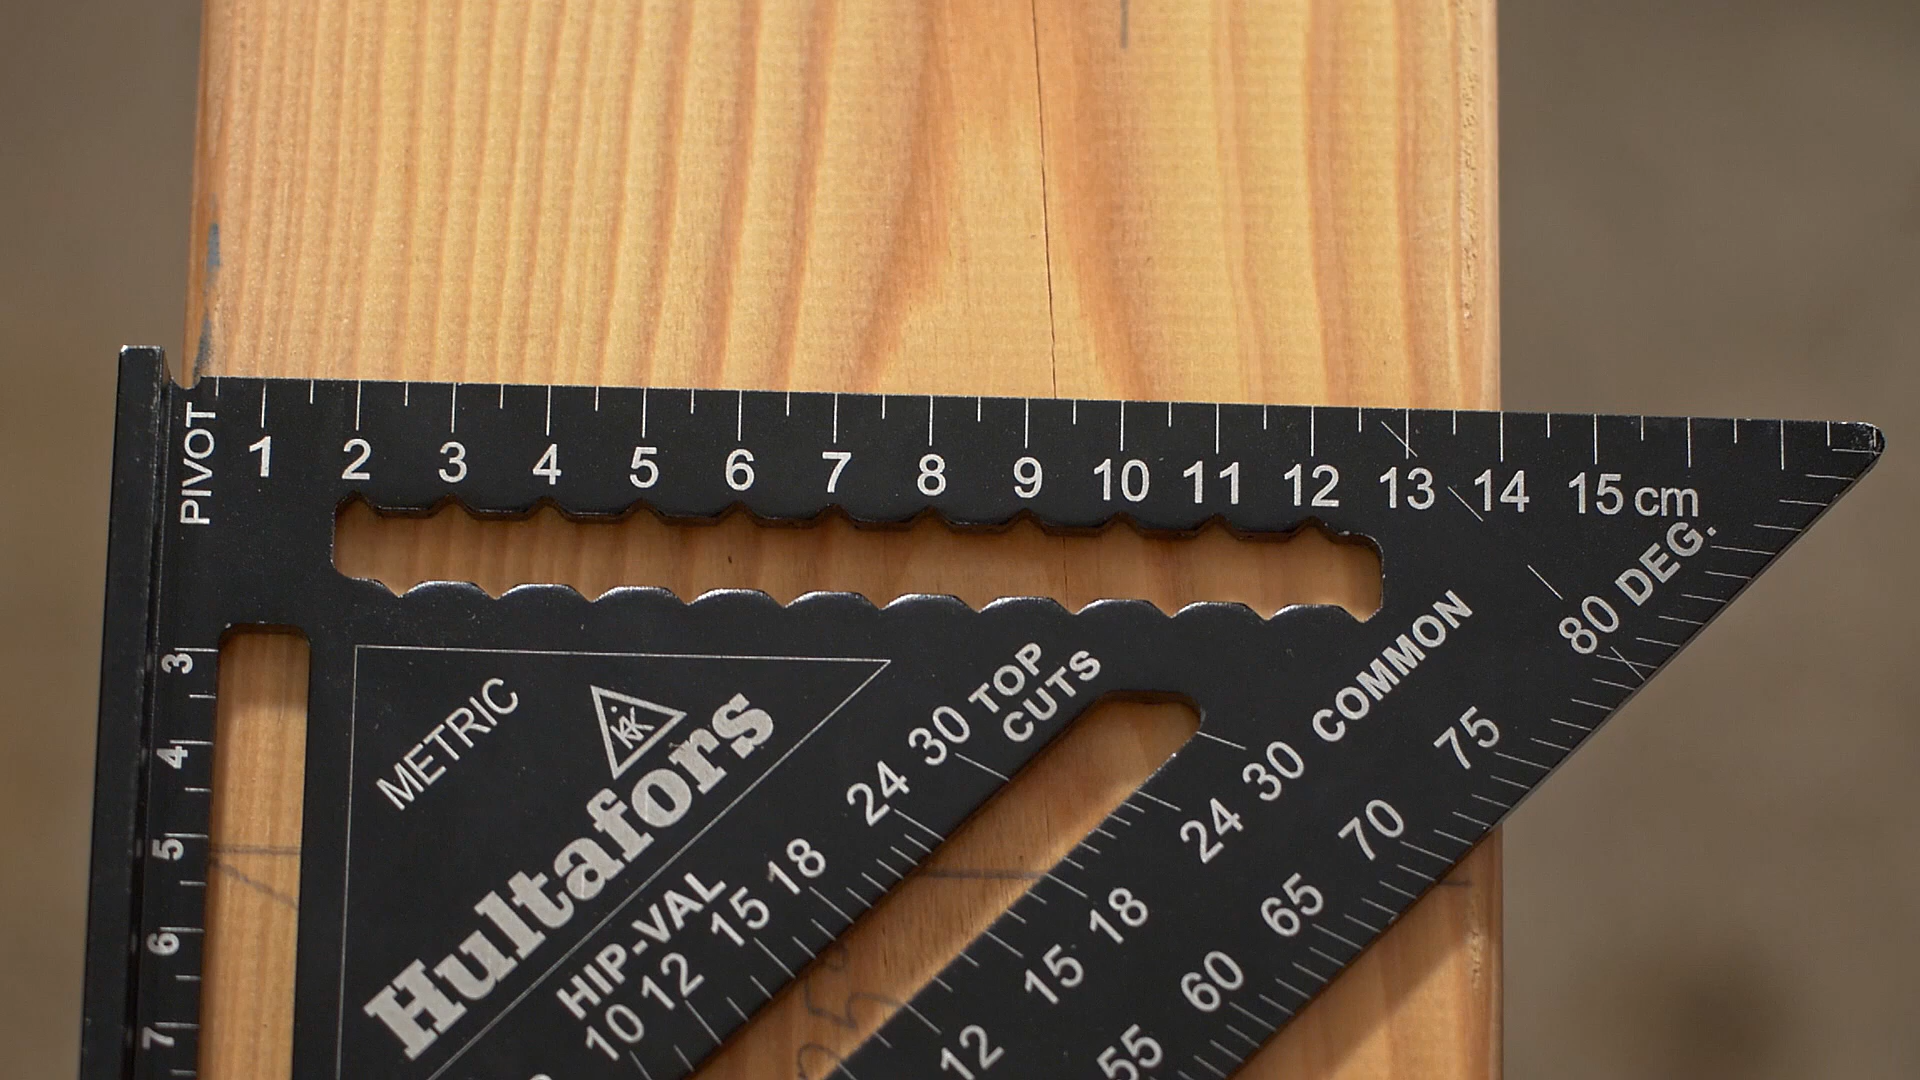 PIVOT
1 2 3 4 5 6 7 8 9 10 11 12 13 14 15 cm
3
4
5
6
7
METRIC
Hultafors
HIP-VAL
10 12 15 18 24 30 TOP CUTS
12 15 18 24 30 COMMON
55 60 65 70 75 80 DEG.